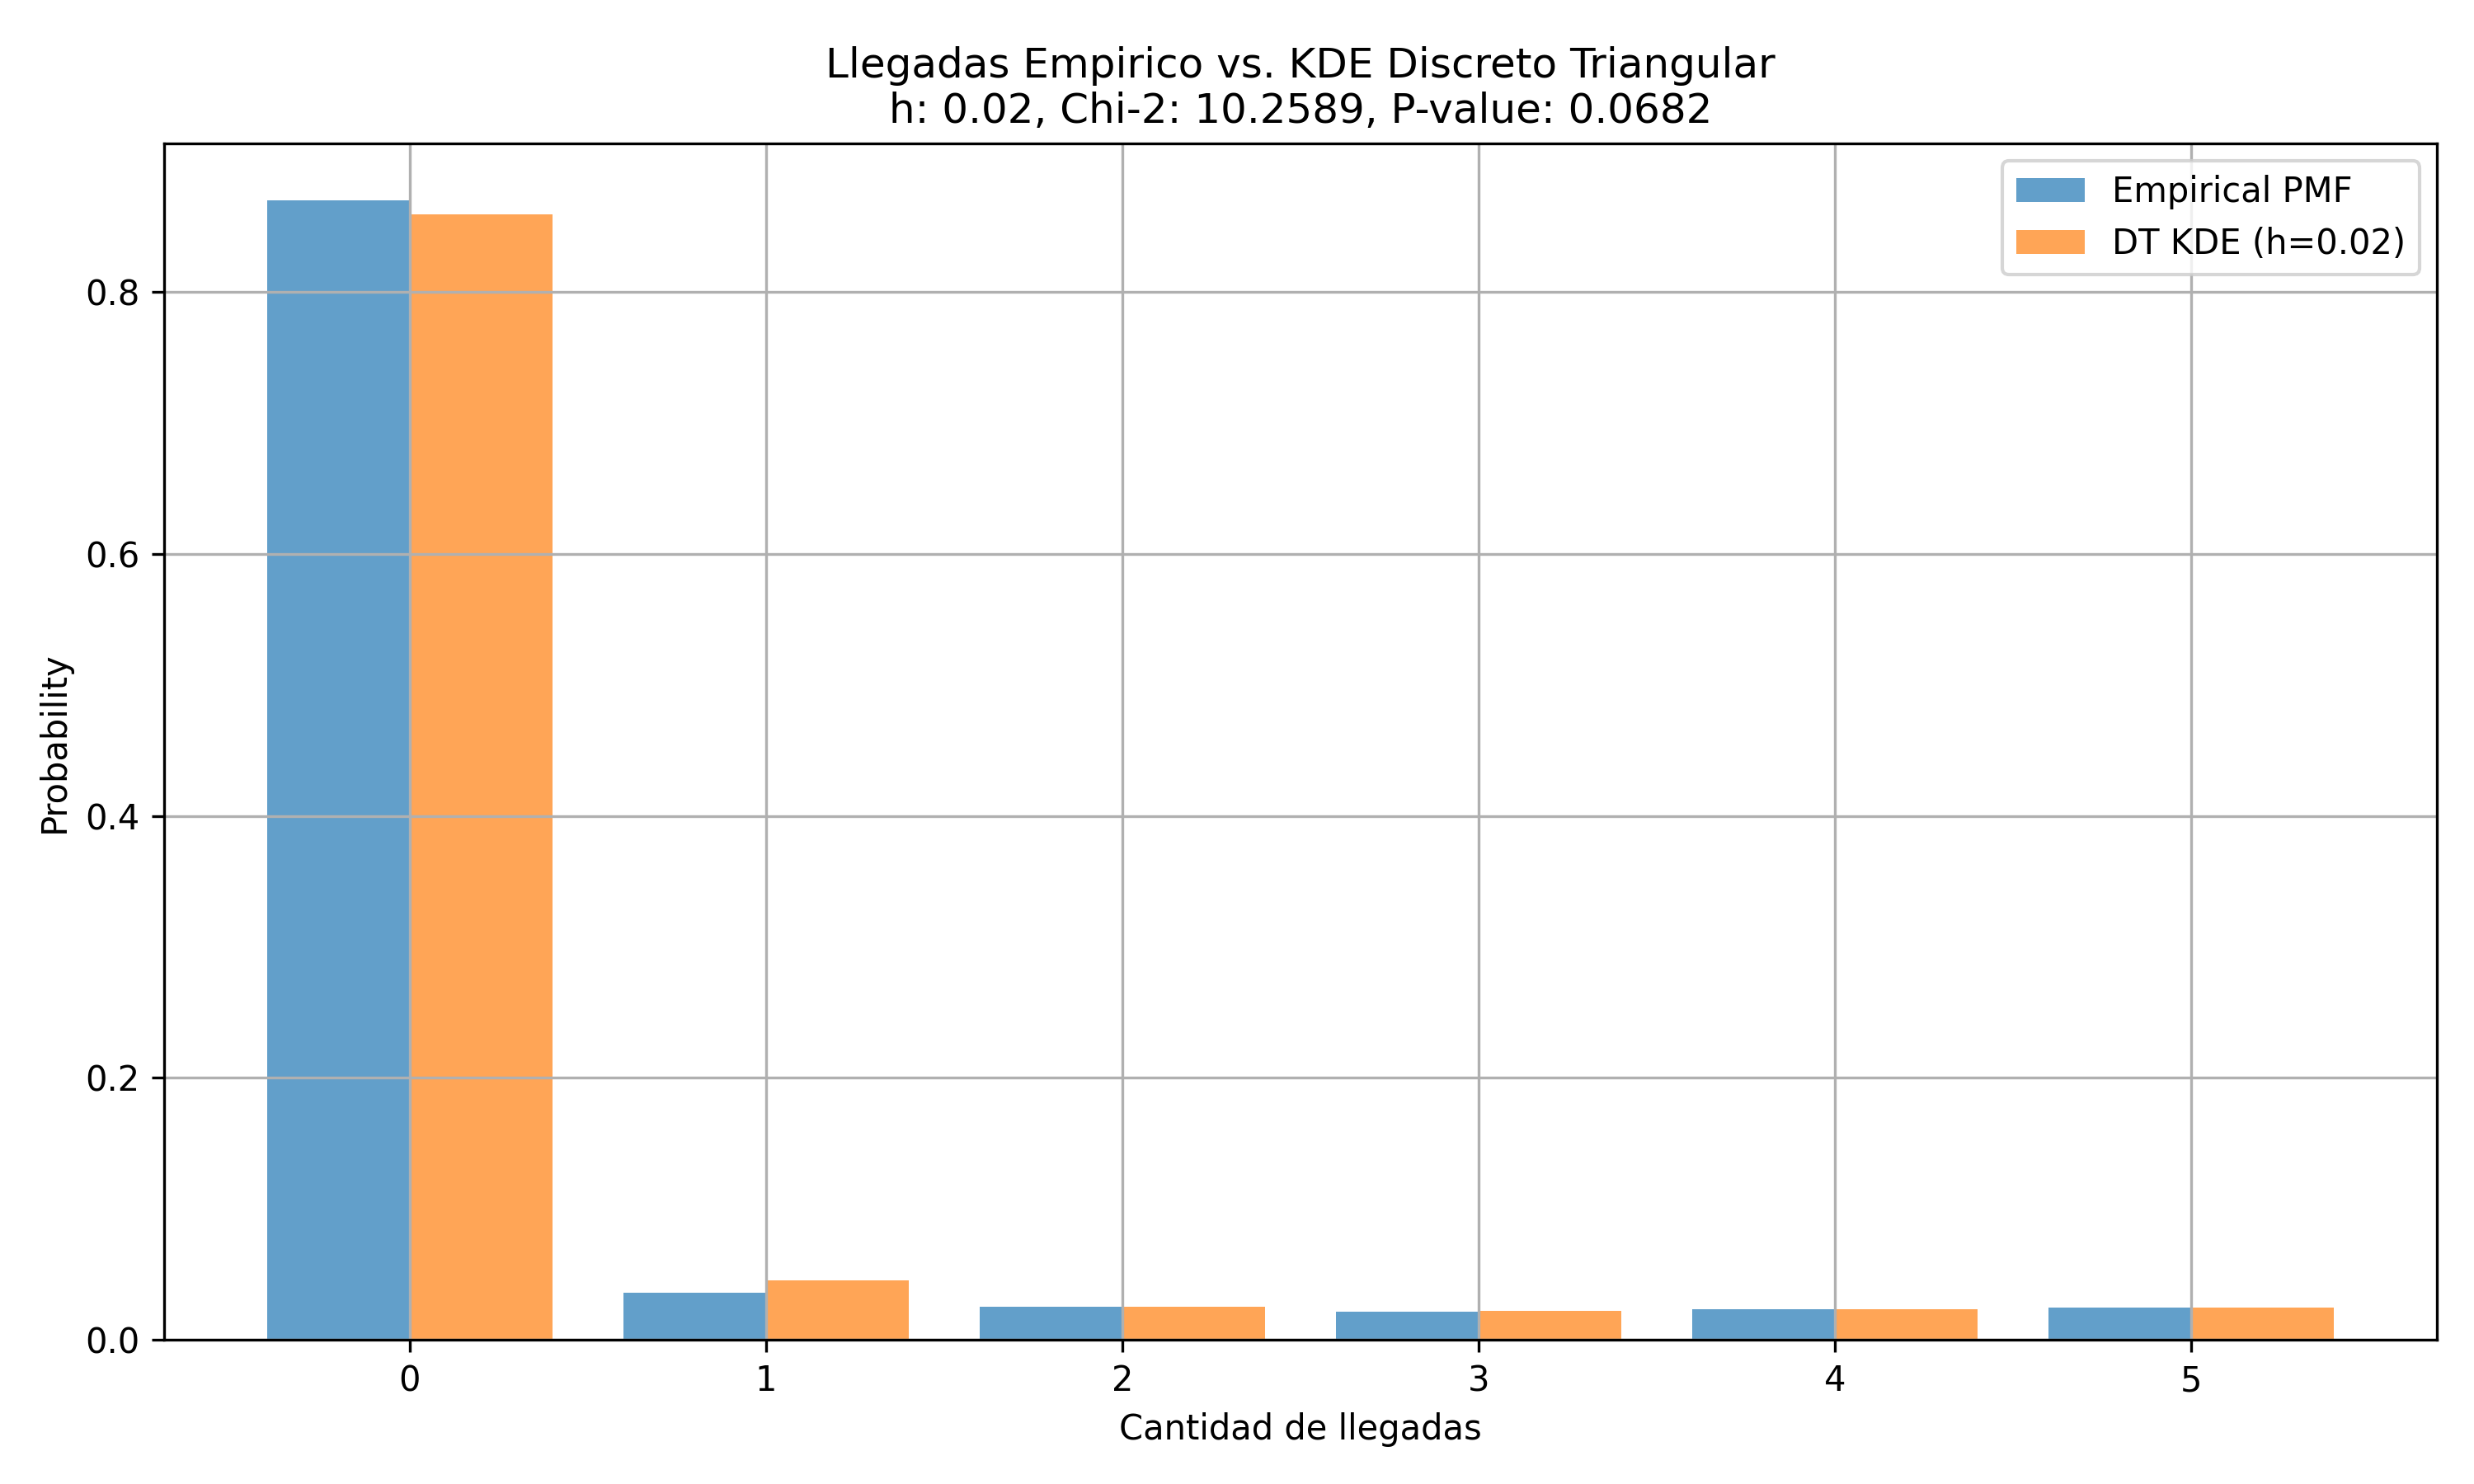 Llegadas Empirico vs. KDE Discreto Triangular
h: 0.02, Chi-2: 10.2589, P-value: 0.0682
Empirical PMF
DT KDE (h=0.02)
Probability
0.8
0.6
0.4
0.2
0.0
0 1 2 3 4 5
Cantidad de llegadas